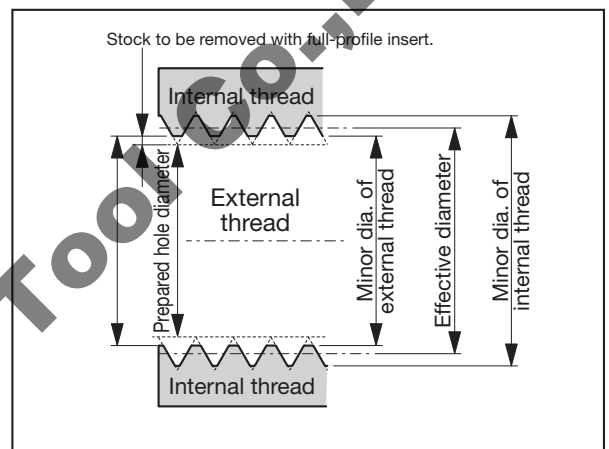 Stock to be removed with full-profile insert.
Internal thread
External
thread
Prepared hole diameter
Minor dia. of
external thread
Effective diameter
Minor dia. of
internal thread
Internal thread
Tool Co.,